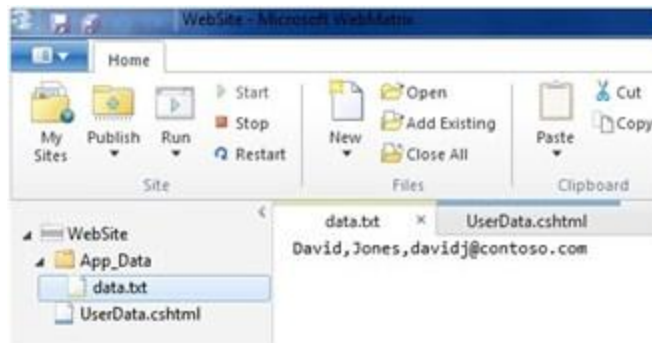 WebSite - Microsoft WebMatrix
Home
My Sites
Publish
Run
Start
Stop
Restart
Site
New
Open
Add Existing
Close All
Files
Paste
Cut
Copy
Clipboard
WebSite
App_Data
data.txt
UserData.cshtml
data.txt
UserData.cshtml
David,Jones,davidj@contoso.com